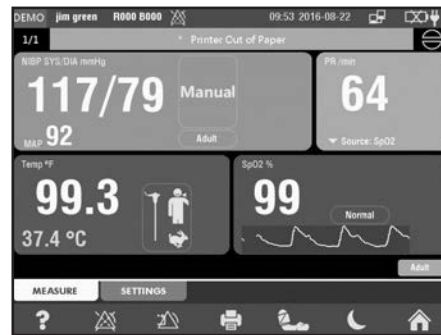 DEMO jim green R000 B000 09:53 2016-08-22
1/1 * Printer Out of Paper
NIBP SYS/DIA mmHg
117/79
Manual
Adult
MAP 92
PR /min
64
Source: SpO2
Temp °F
99.3
37.4 °C
SpO2 %
99
Normal
Adult
MEASURE SETTINGS
?